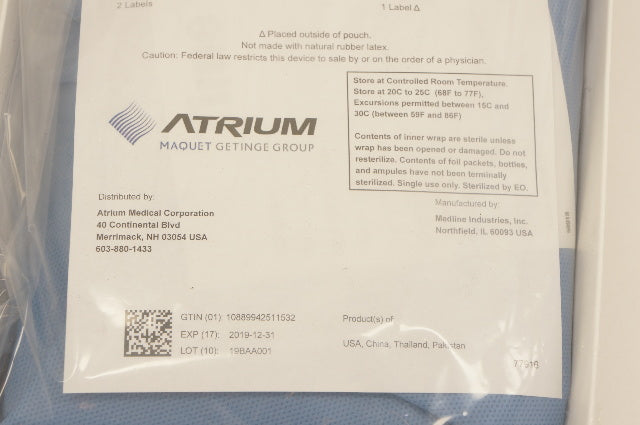 2 Labels
1 Label Δ
Δ Placed outside of pouch.
Not made with natural rubber latex.
Caution: Federal law restricts this device to sale by or on the order of a physician.
Store at Controlled Room Temperature.
Store at 20C to 25C (68F to 77F),
Excursions permitted between 15C and
30C (between 59F and 86F)
Contents of inner wrap are sterile unless
wrap has been opened or damaged. Do not
resterilize. Contents of foil packets, bottles,
and ampules have not been terminally
sterilized. Single use only. Sterilized by EO.
ATRIUM
MAQUET GETINGE GROUP
Distributed by:
Atrium Medical Corporation
40 Continental Blvd
Merrimack, NH 03054 USA
603-880-1433
Manufactured by:
Medline Industries, Inc.
Northfield, IL 60093 USA
GTIN (01): 10889942511532
EXP (17): 2019-12-31
LOT (10): 19BAA001
Product(s) of
USA, China, Thailand, Pakistan